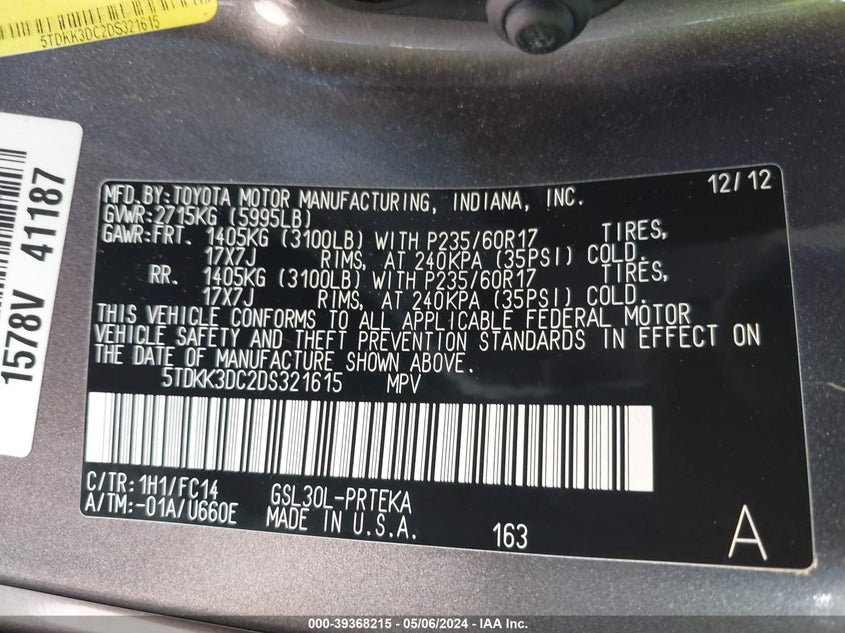 5TDKK3DC2DS321615
1578V 41187
MFD.BY:TOYOTA MOTOR MANUFACTURING, INDIANA, INC. 12/12
GVWR:2715KG (5995LB)
GAWR:FRT. 1405KG (3100LB) WITH P235/60R17 TIRES,
17X7J RIMS, AT 240KPA (35PSI) COLD.
RR. 1405KG (3100LB) WITH P235/60R17 TIRES,
17X7J RIMS, AT 240KPA (35PSI) COLD.
THIS VEHICLE CONFORMS TO ALL APPLICABLE FEDERAL MOTOR
VEHICLE SAFETY AND THEFT PREVENTION STANDARDS IN EFFECT ON
THE DATE OF MANUFACTURE SHOWN ABOVE.
5TDKK3DC2DS321615 MPV
C/TR:1H1/FC14 GSL30L-PRTEKA
A/TM:-01A/U660E MADE IN U.S.A.
163 A
000-39368215 - 05/06/2024 - IAA Inc.